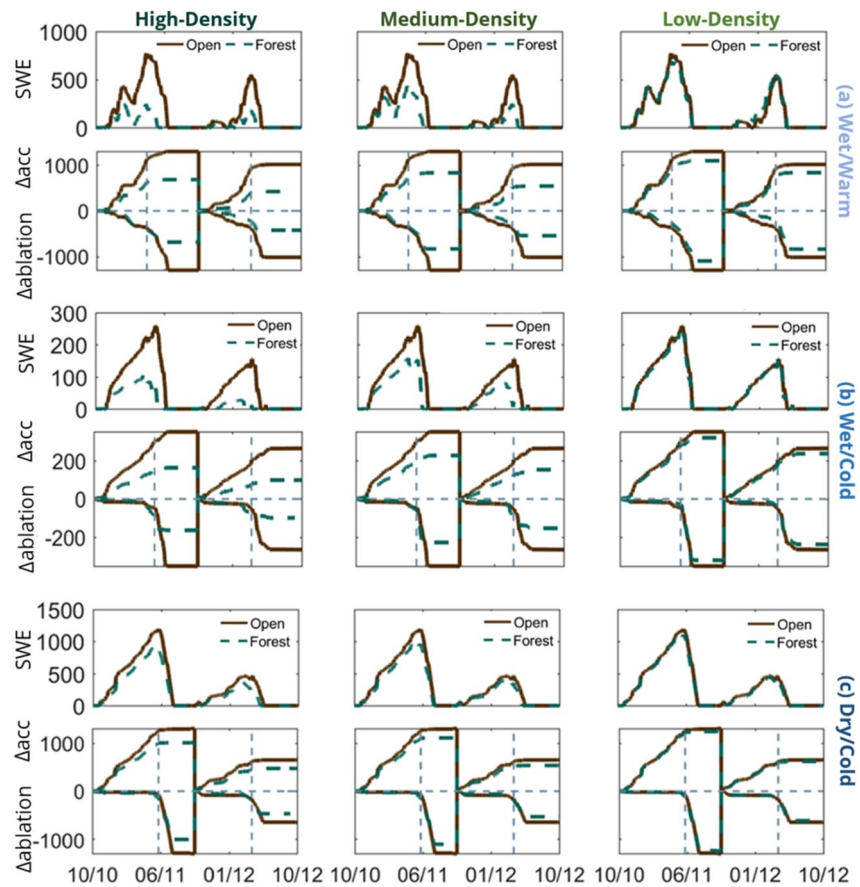 High-Density Medium-Density Low-Density
1000
500
0
SWE
Open Forest
Open Forest
Open Forest
1000
0
-1000
Δacc
Δablation
(a) Wet/Warm
300
200
100
0
SWE
Open
Forest
Open
Forest
Open
Forest
200
0
-200
Δacc
Δablation
(b) Wet/Cold
1500
1000
500
0
SWE
Open
Forest
Open
Forest
Open
Forest
1000
0
-1000
Δacc
Δablation
(c) Dry/Cold
10/10 06/11 01/12 10/12 10/10 06/11 01/12 10/12 10/10 06/11 01/12 10/12